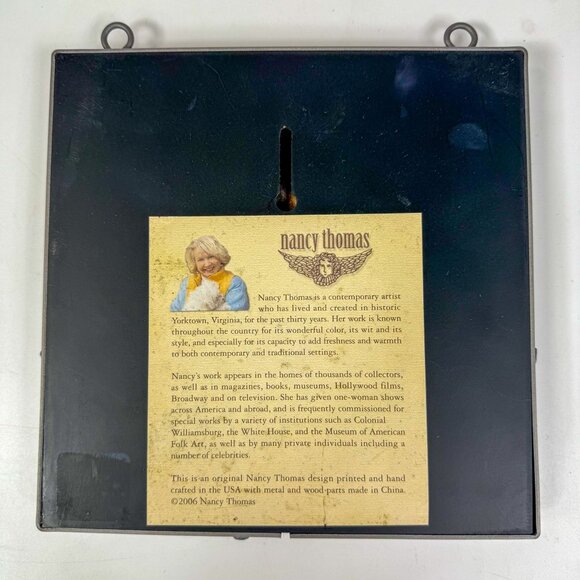 nancy thomas
Nancy Thomas is a contemporary artist
who has lived and created in historic
Yorktown, Virginia, for the past thirty years. Her work is known
throughout the country for its wonderful color, its wit and its
style, and especially for its capacity to add freshness and warmth
to both contemporary and traditional settings.
Nancy's work appears in the homes of thousands of collectors,
as well as in magazines, books, museums, Hollywood films,
Broadway and on television. She has given one-woman shows
across America and abroad, and is frequently commissioned for
special works by a variety of institutions such as Colonial
Williamsburg, the White House, and the Museum of American
Folk Art, as well as by many private individuals including a
number of celebrities.
This is an original Nancy Thomas design printed and hand
crafted in the USA with metal and wood parts made in China.
©2006 Nancy Thomas